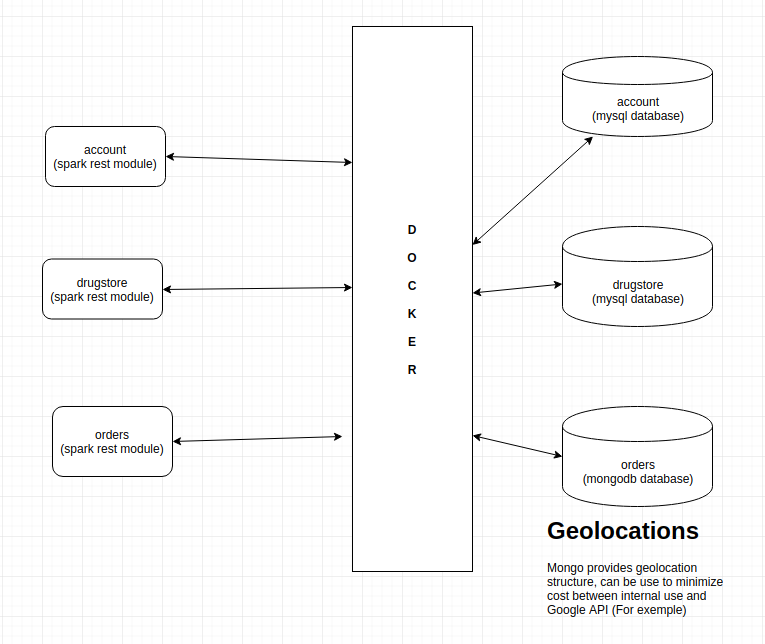 account
(spark rest module)
drugstore
(spark rest module)
orders
(spark rest module)
D
O
C
K
E
R
account
(mysql database)
drugstore
(mysql database)
orders
(mongodb database)
Geolocations
Mongo provides geolocation
structure, can be use to minimize
cost between internal use and
Google API (For exemple)